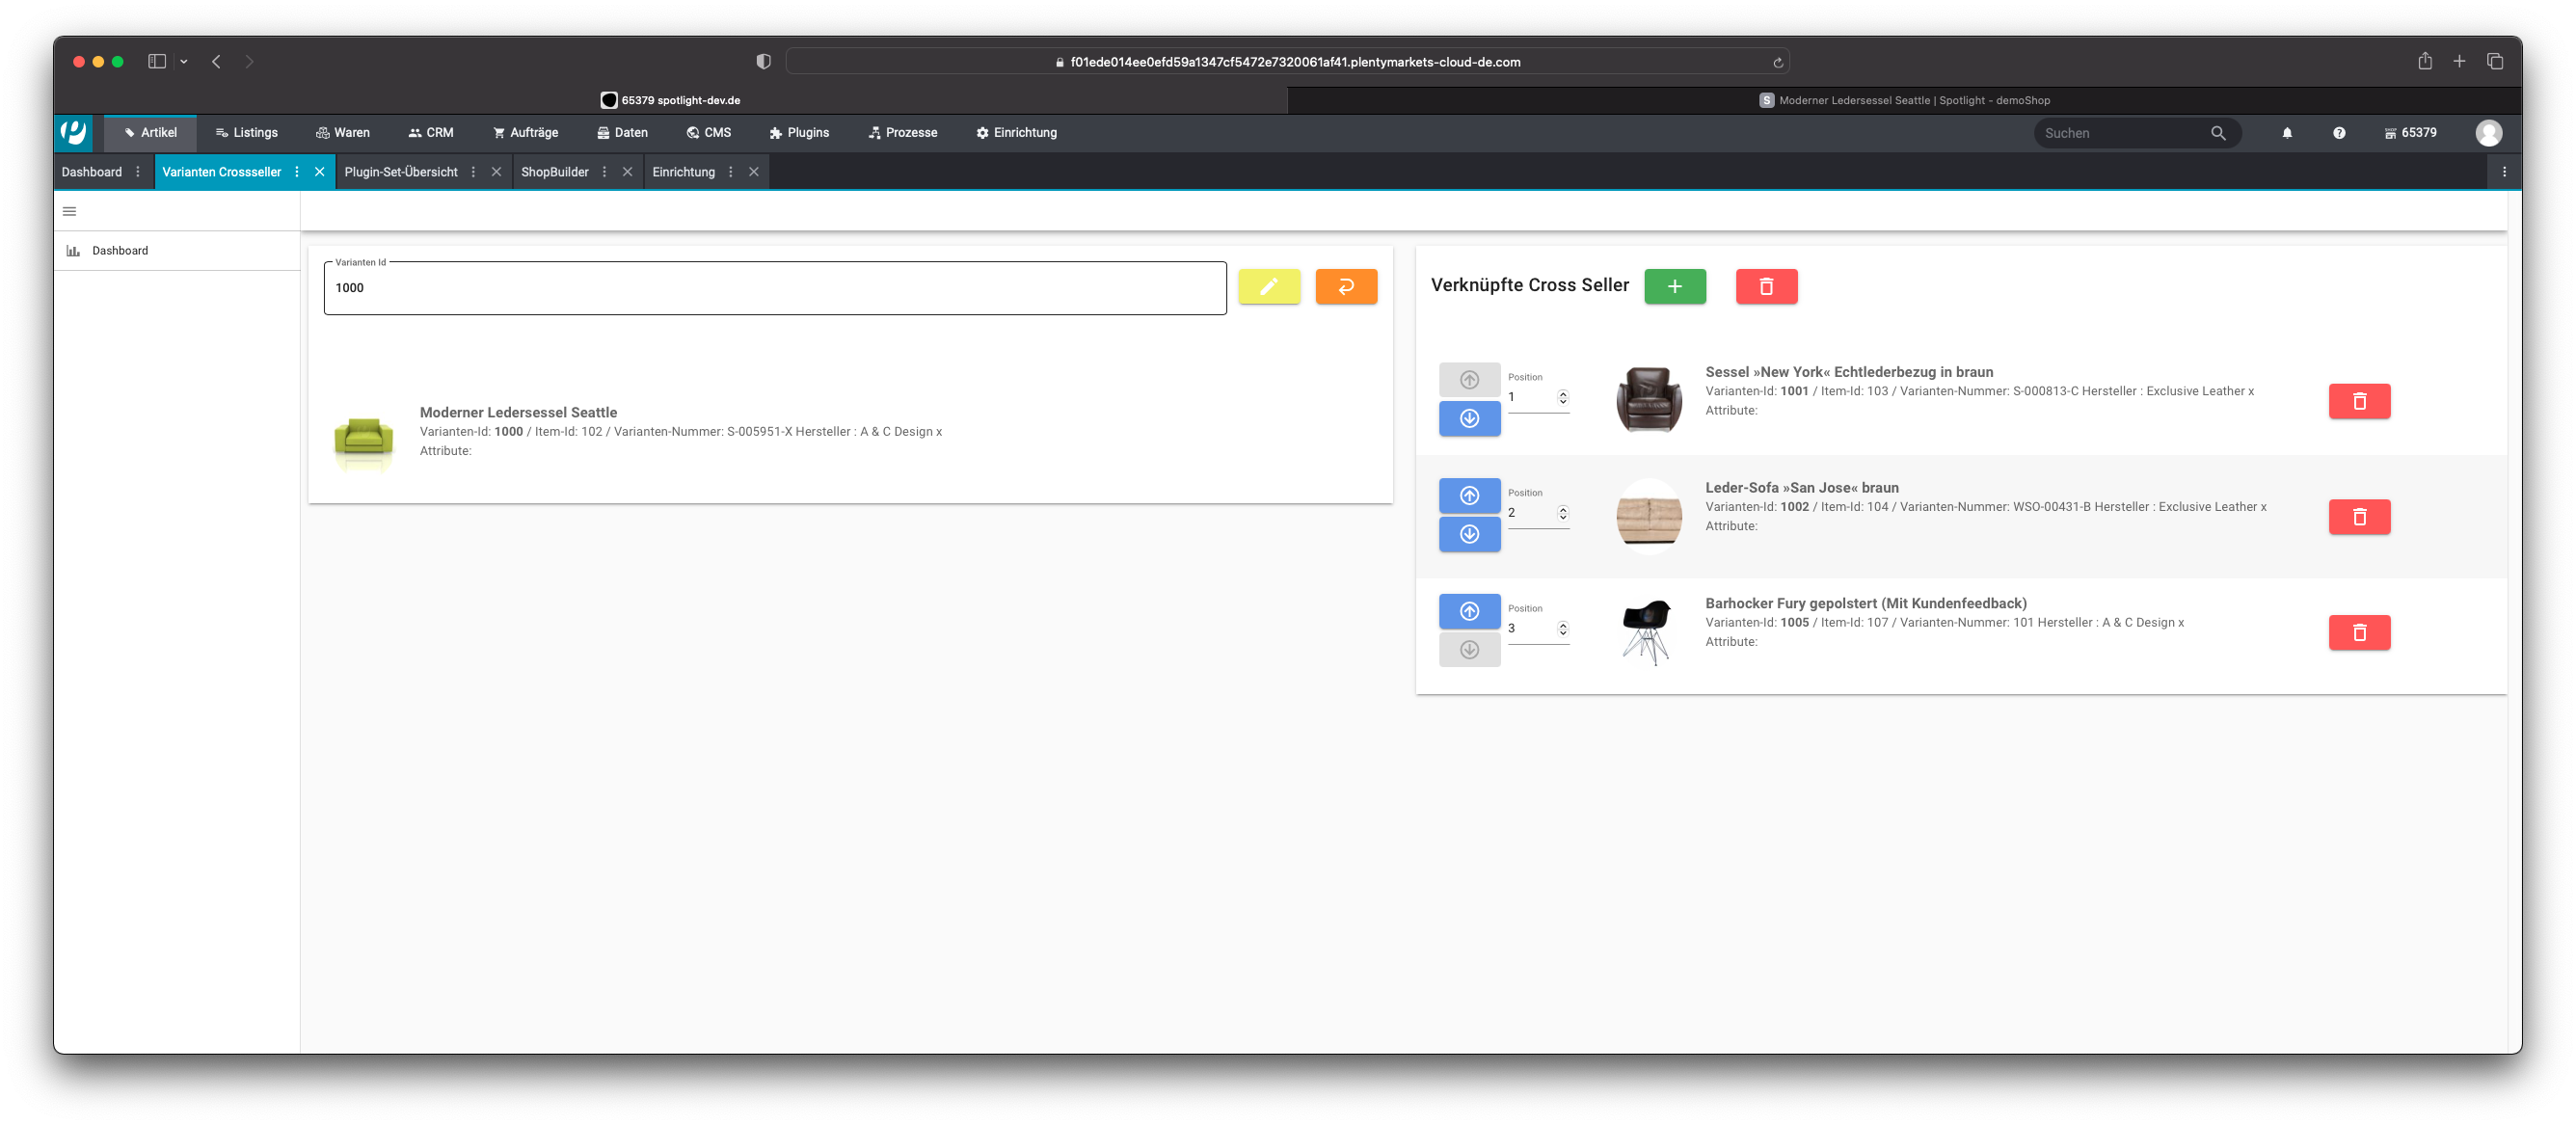 f01ede014ee0efd59a1347cf5472e7320061af41.plentymarkets-cloud-de.com
65379 spotlight-dev.de
S Moderner Ledersessel Seattle | Spotlight - demoShop
Artikel Listings Waren CRM Aufträge Daten CMS Plugins Prozesse Einrichtung Suchen 65379
Dashboard Varianten Crossseller Plugin-Set-Übersicht ShopBuilder Einrichtung
Dashboard
Varianten Id
1000
Moderner Ledersessel Seattle
Varianten-Id: 1000 / Item-Id: 102 / Varianten-Nummer: S-005951-X Hersteller : A & C Design x
Attribute:
Verknüpfte Cross Seller
Position
1
Sessel »New York« Echtlederbezug in braun
Varianten-Id: 1001 / Item-Id: 103 / Varianten-Nummer: S-000813-C Hersteller : Exclusive Leather x
Attribute:
Position
2
Leder-Sofa »San Jose« braun
Varianten-Id: 1002 / Item-Id: 104 / Varianten-Nummer: WSO-00431-B Hersteller : Exclusive Leather x
Attribute:
Position
3
Barhocker Fury gepolstert (Mit Kundenfeedback)
Varianten-Id: 1005 / Item-Id: 107 / Varianten-Nummer: 101 Hersteller : A & C Design x
Attribute: